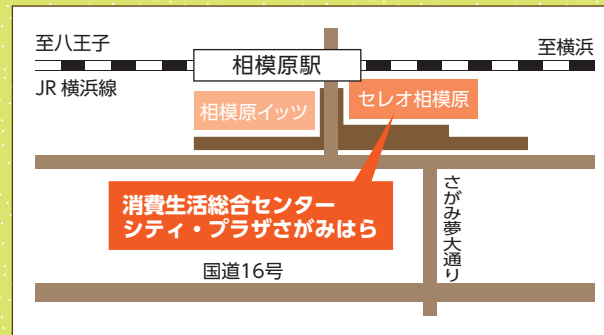 至八王子
至横浜
相模原駅
JR 横浜線
相模原イッツ
セレオ相模原
消費生活総合センター
シティ・プラザさがみはら
さがみ夢大通り
国道16号